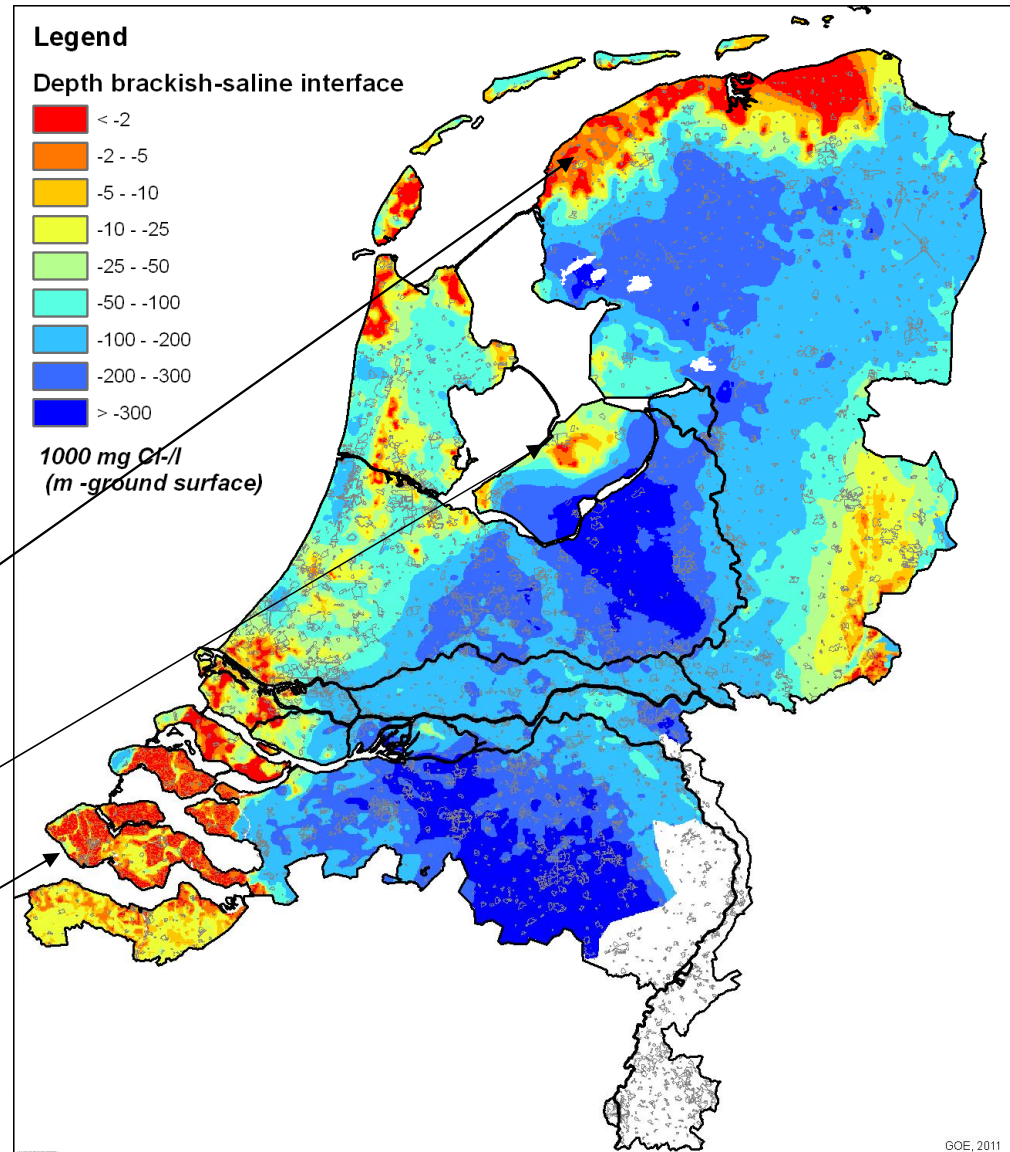 Legend
Depth brackish-saline interface
< -2
-2 - -5
-5 - -10
-10 - -25
-25 - -50
-50 - -100
-100 - -200
-200 - -300
> -300
1000 mg Cl-/l
(m -ground surface)
GOE, 2011